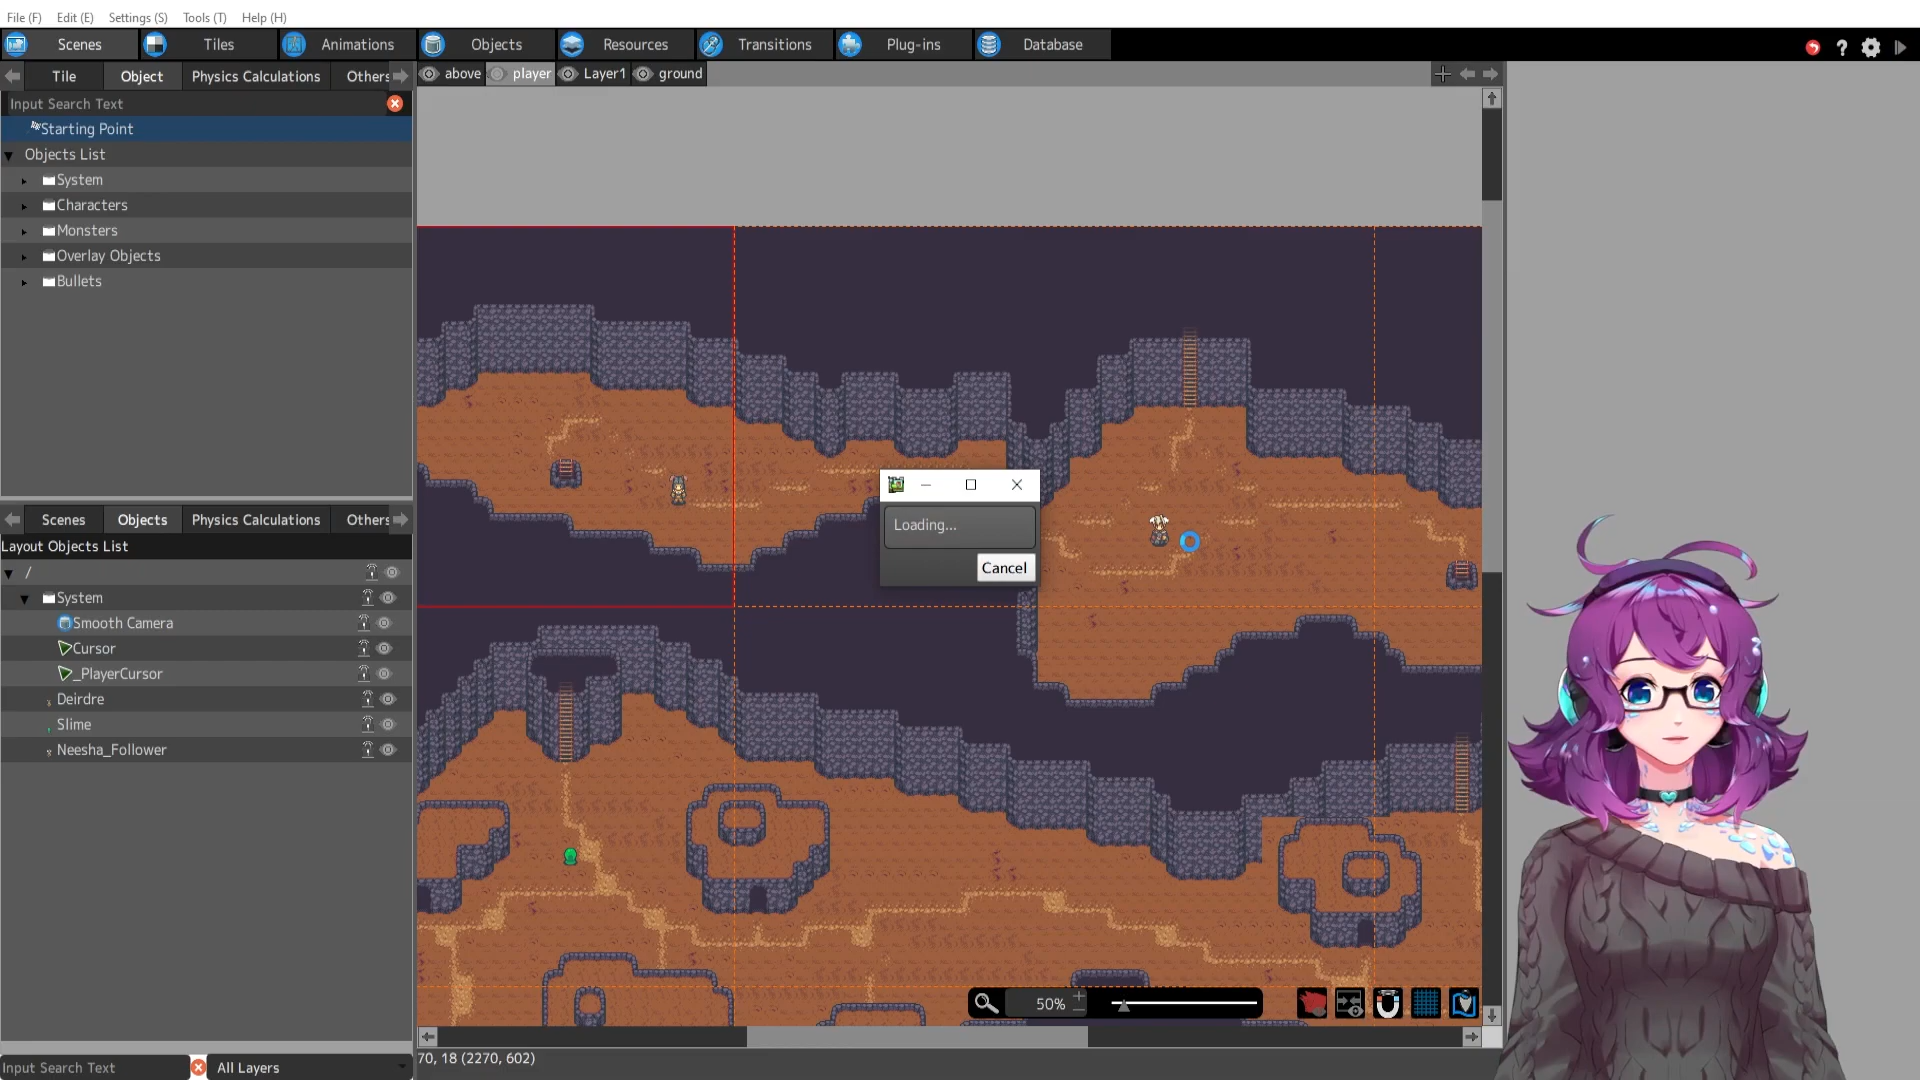 File (F) Edit (E) Settings (S) Tools (T) Help (H)
Scenes Tiles Animations Objects Resources Transitions Plug-ins Database
Tile Object Physics Calculations Others
above player Layer1 ground
Input Search Text
Starting Point
Objects List
System
Characters
Monsters
Overlay Objects
Bullets
Loading...
Cancel
Scenes Objects Physics Calculations Others
Layout Objects List
/
System
Smooth Camera
Cursor
_PlayerCursor
Deirdre
Slime
Neesha_Follower
50%
Input Search Text All Layers
70, 18 (2270, 602)